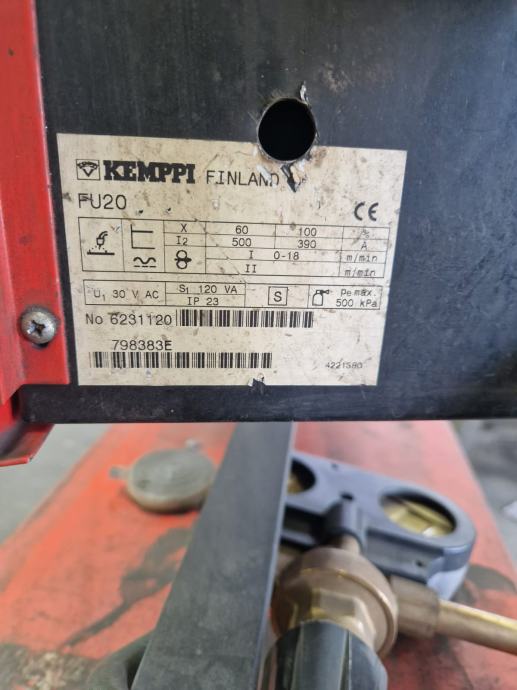 KEMPPI FINLAND
FU20 CE
X 60 100 %
I2 500 390 A
I 0-18 m/min
II m/min
U1 30 V AC S1 120 VA S Pe max.
IP 23 500 kPa
No 6231120
798383E